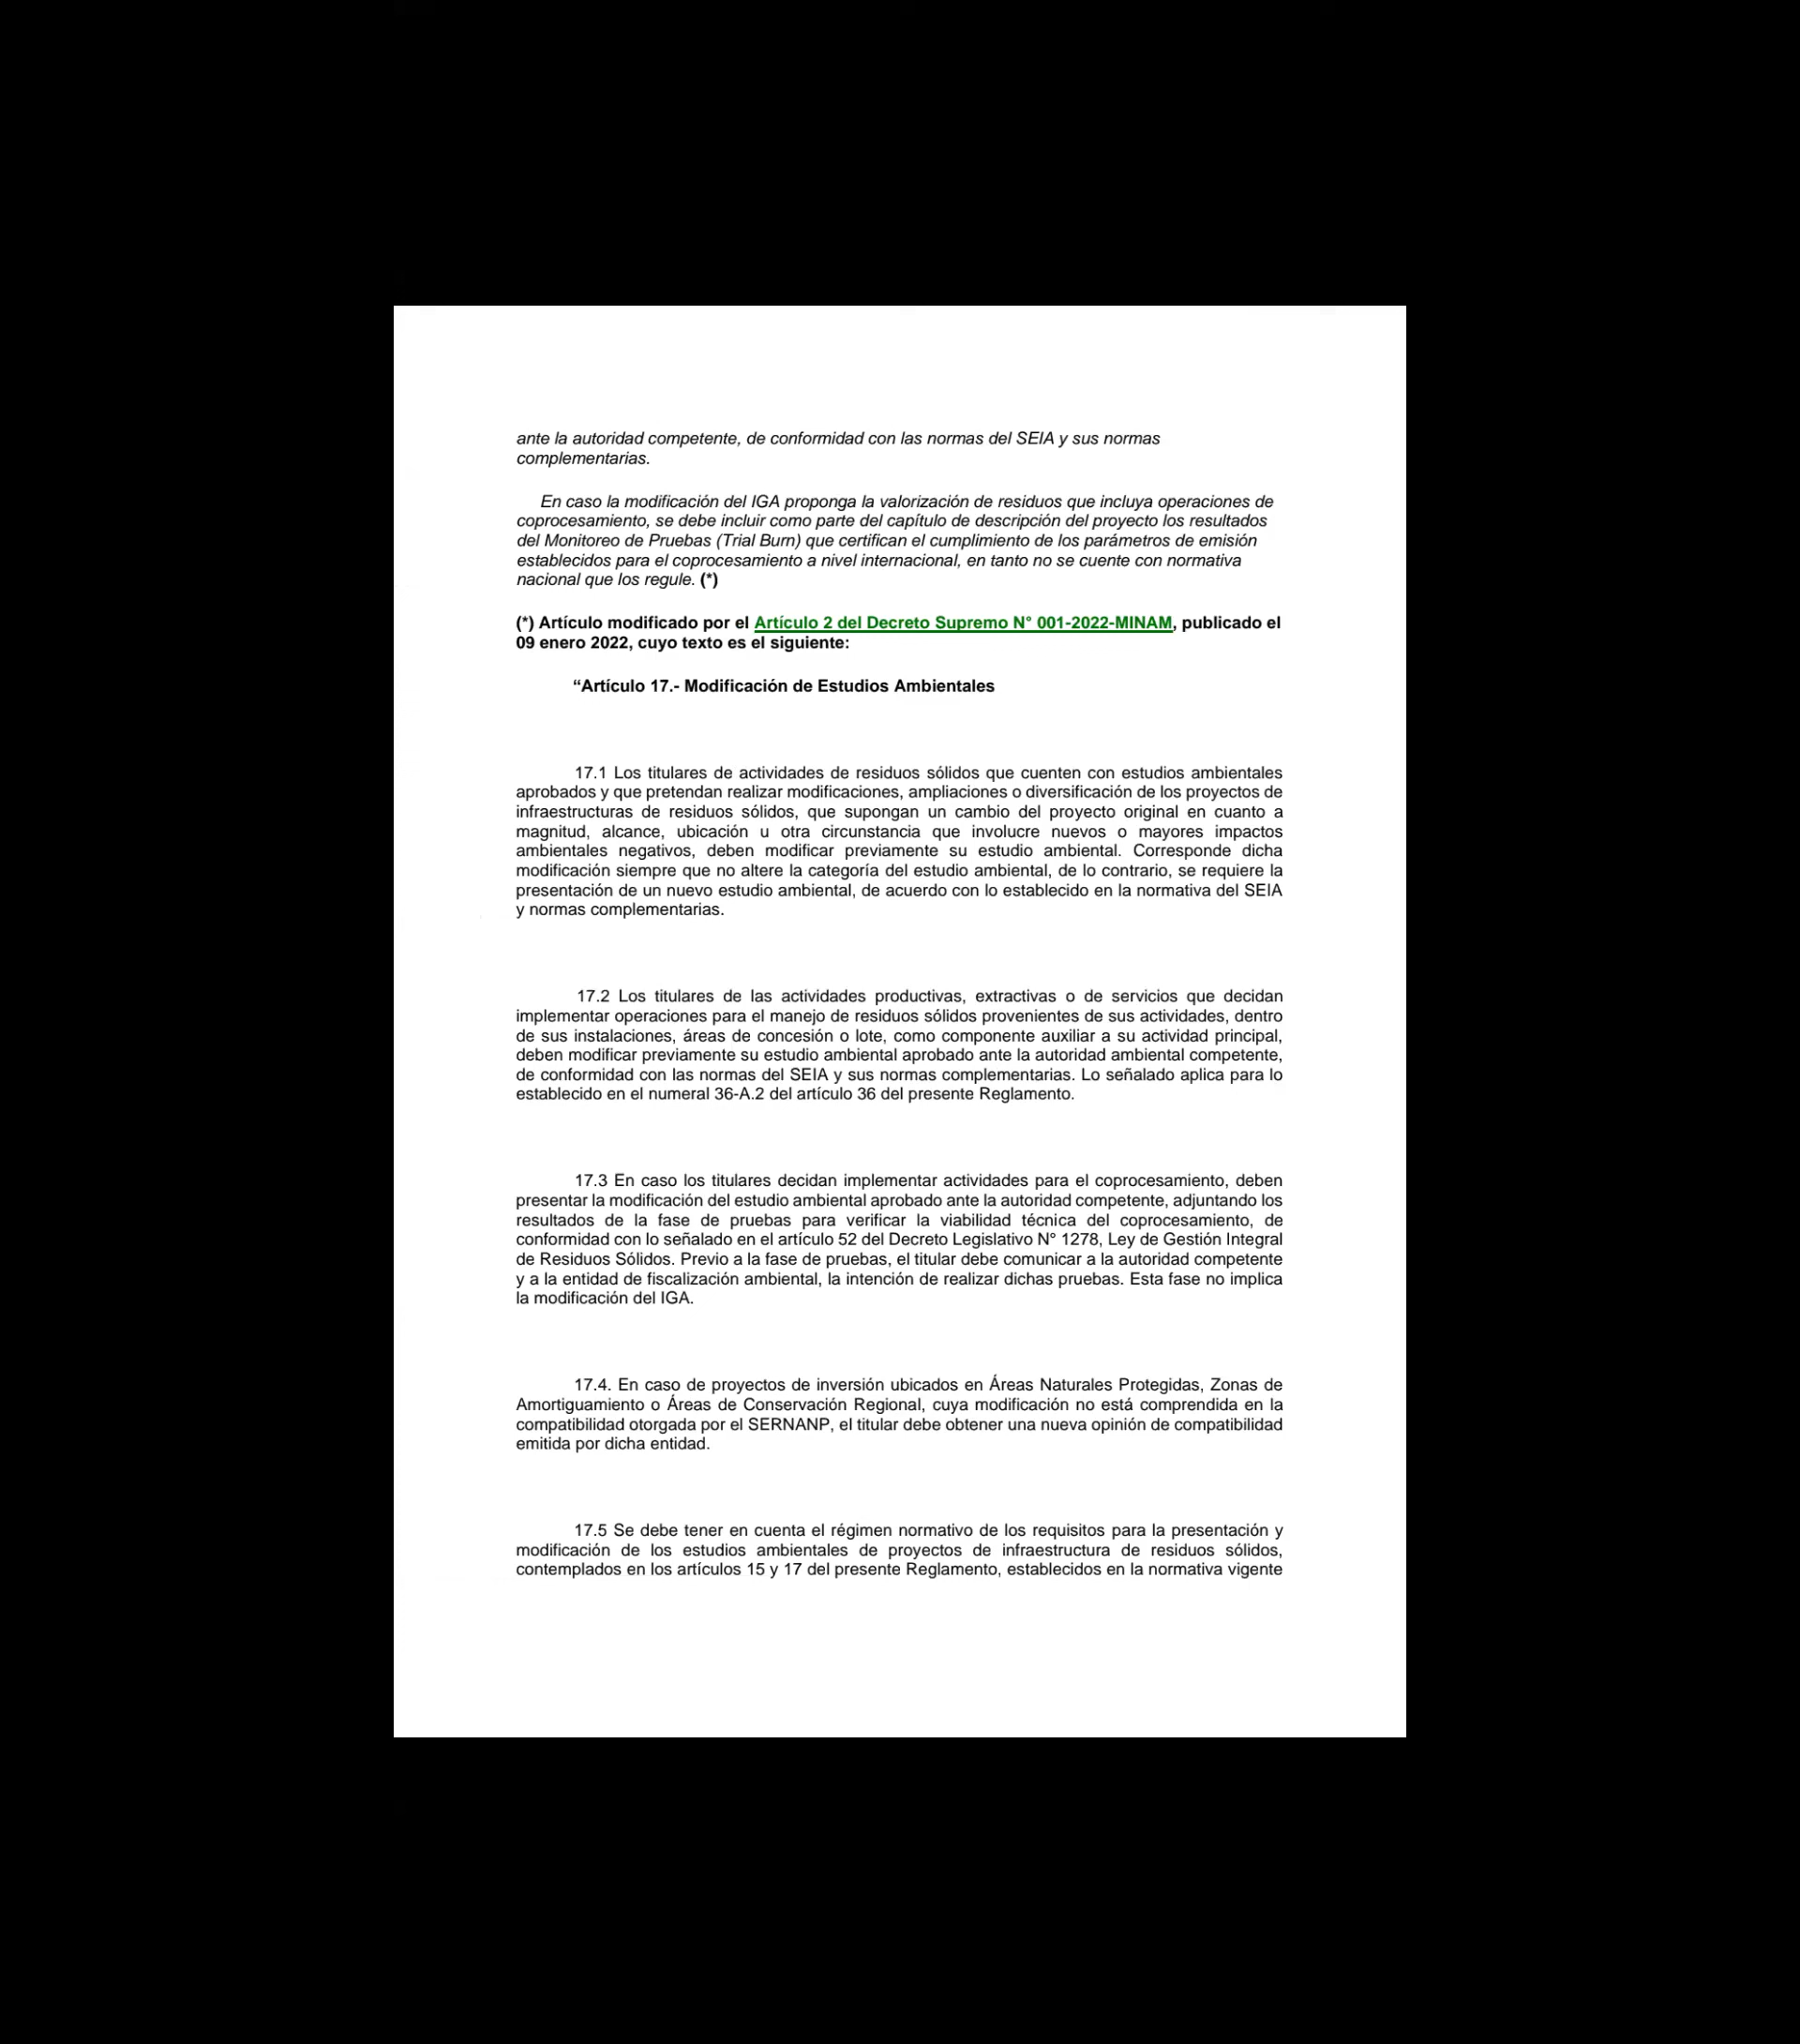 ante la autoridad competente, de conformidad con las normas del SEIA y sus normas
complementarias.
En caso la modificación del IGA proponga la valorización de residuos que incluya operaciones de
coprocesamiento, se debe incluir como parte del capítulo de descripción del proyecto los resultados
del Monitoreo de Pruebas (Trial Burn) que certifican el cumplimiento de los parámetros de emisión
establecidos para el coprocesamiento a nivel internacional, en tanto no se cuente con normativa
nacional que los regule. (*)
(*) Artículo modificado por el Artículo 2 del Decreto Supremo N° 001-2022-MINAM, publicado el
09 enero 2022, cuyo texto es el siguiente:
“Artículo 17.- Modificación de Estudios Ambientales
17.1 Los titulares de actividades de residuos sólidos que cuenten con estudios ambientales
aprobados y que pretendan realizar modificaciones, ampliaciones o diversificación de los proyectos de
infraestructuras de residuos sólidos, que supongan un cambio del proyecto original en cuanto a
magnitud, alcance, ubicación u otra circunstancia que involucre nuevos o mayores impactos
ambientales negativos, deben modificar previamente su estudio ambiental. Corresponde dicha
modificación siempre que no altere la categoría del estudio ambiental, de lo contrario, se requiere la
presentación de un nuevo estudio ambiental, de acuerdo con lo establecido en la normativa del SEIA
y normas complementarias.
17.2 Los titulares de las actividades productivas, extractivas o de servicios que decidan
implementar operaciones para el manejo de residuos sólidos provenientes de sus actividades, dentro
de sus instalaciones, áreas de concesión o lote, como componente auxiliar a su actividad principal,
deben modificar previamente su estudio ambiental aprobado ante la autoridad ambiental competente,
de conformidad con las normas del SEIA y sus normas complementarias. Lo señalado aplica para lo
establecido en el numeral 36-A.2 del artículo 36 del presente Reglamento.
17.3 En caso los titulares decidan implementar actividades para el coprocesamiento, deben
presentar la modificación del estudio ambiental aprobado ante la autoridad competente, adjuntando los
resultados de la fase de pruebas para verificar la viabilidad técnica del coprocesamiento, de
conformidad con lo señalado en el artículo 52 del Decreto Legislativo N° 1278, Ley de Gestión Integral
de Residuos Sólidos. Previo a la fase de pruebas, el titular debe comunicar a la autoridad competente
y a la entidad de fiscalización ambiental, la intención de realizar dichas pruebas. Esta fase no implica
la modificación del IGA.
17.4. En caso de proyectos de inversión ubicados en Áreas Naturales Protegidas, Zonas de
Amortiguamiento o Áreas de Conservación Regional, cuya modificación no está comprendida en la
compatibilidad otorgada por el SERNANP, el titular debe obtener una nueva opinión de compatibilidad
emitida por dicha entidad.
17.5 Se debe tener en cuenta el régimen normativo de los requisitos para la presentación y
modificación de los estudios ambientales de proyectos de infraestructura de residuos sólidos,
contemplados en los artículos 15 y 17 del presente Reglamento, establecidos en la normativa vigente